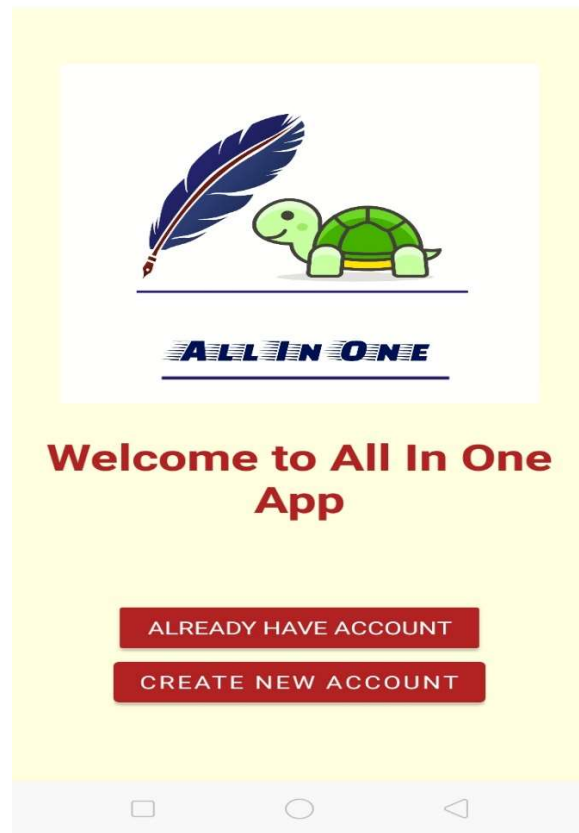 ALL IN ONE
Welcome to All In One
App
ALREADY HAVE ACCOUNT
CREATE NEW ACCOUNT